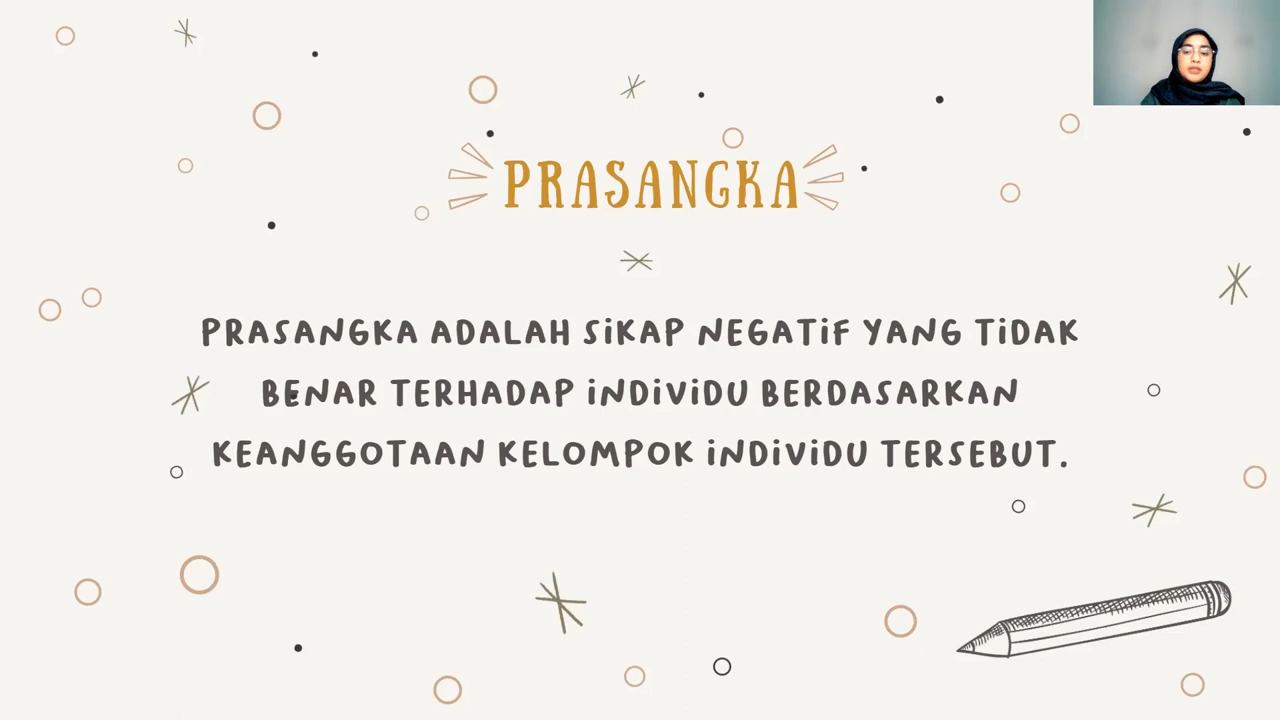 PRASANGKA
PRASANGKA ADALAH SiKAP NEGATiF YANG TiDAK
BENAR TERHADAP iNDiViDU BERDASARKAN
KEANGGOTAAN KELOMPOK iNDiViDU TERSEBUT.